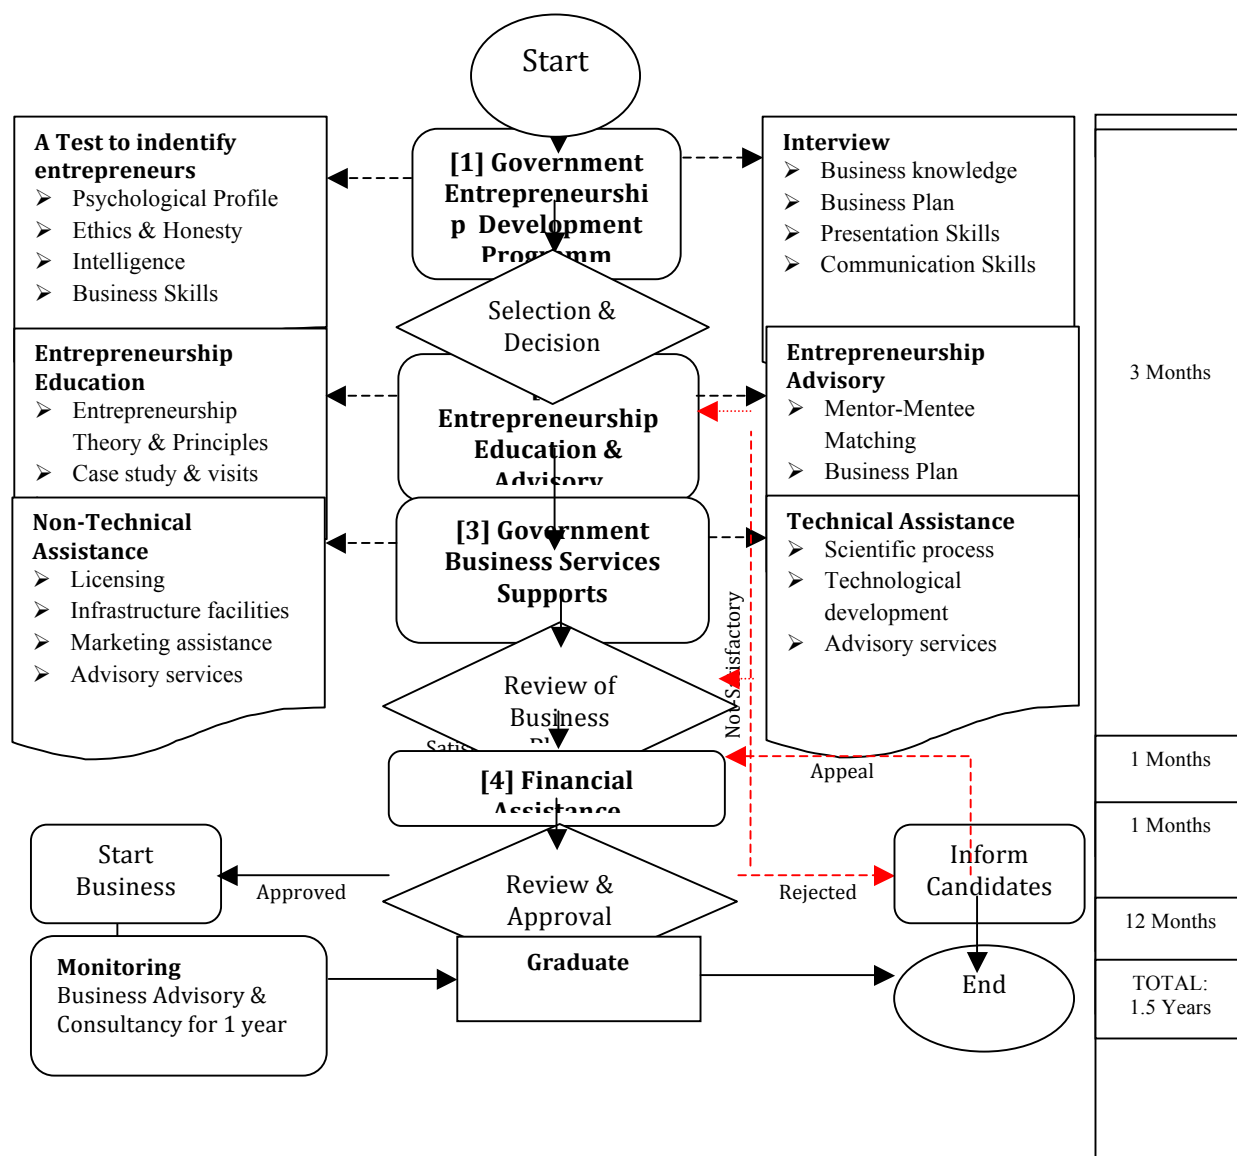 Start
A Test to indentify
entrepreneurs
Psychological Profile
Ethics & Honesty
Intelligence
Business Skills
[1] Government
Entrepreneurshi
p Development
Programm
Interview
Business knowledge
Business Plan
Presentation Skills
Communication Skills
Selection &
Decision
3 Months
Entrepreneurship
Education
Entrepreneurship
Theory & Principles
Case study & visits
Entrepreneurship
Education &
Advisory
Entrepreneurship
Advisory
Mentor-Mentee
Matching
Business Plan
Non-Technical
Assistance
Licensing
Infrastructure facilities
Marketing assistance
Advisory services
[3] Government
Business Services
Supports
Technical Assistance
Scientific process
Technological
development
Advisory services
Not-Satisfactory
Review of
Business
[4] Financial
Assistance
Appeal
1 Months
1 Months
Start
Business
Approved
Review &
Approval
Rejected
Inform
Candidates
12 Months
Monitoring
Business Advisory &
Consultancy for 1 year
Graduate
End
TOTAL:
1.5 Years